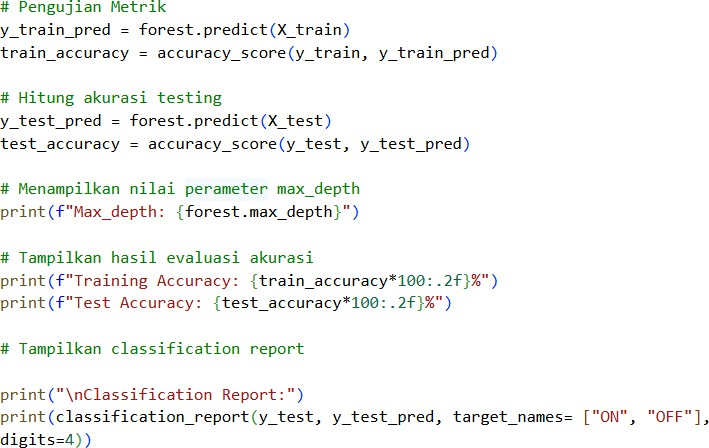 # Pengujian Metrik
y_train_pred = forest.predict(X_train)
train_accuracy = accuracy_score(y_train, y_train_pred)
# Hitung akurasi testing
y_test_pred = forest.predict(X_test)
test_accuracy = accuracy_score(y_test, y_test_pred)
# Menampilkan nilai perameter max_depth
print(f"Max_depth: {forest.max_depth}")
# Tampilkan hasil evaluasi akurasi
print(f"Training Accuracy: {train_accuracy*100:.2f}%")
print(f"Test Accuracy: {test_accuracy*100:.2f}%")
# Tampilkan classification report
print("\nClassification Report:")
print(classification_report(y_test, y_test_pred, target_names= ["ON", "OFF"],
digits=4))